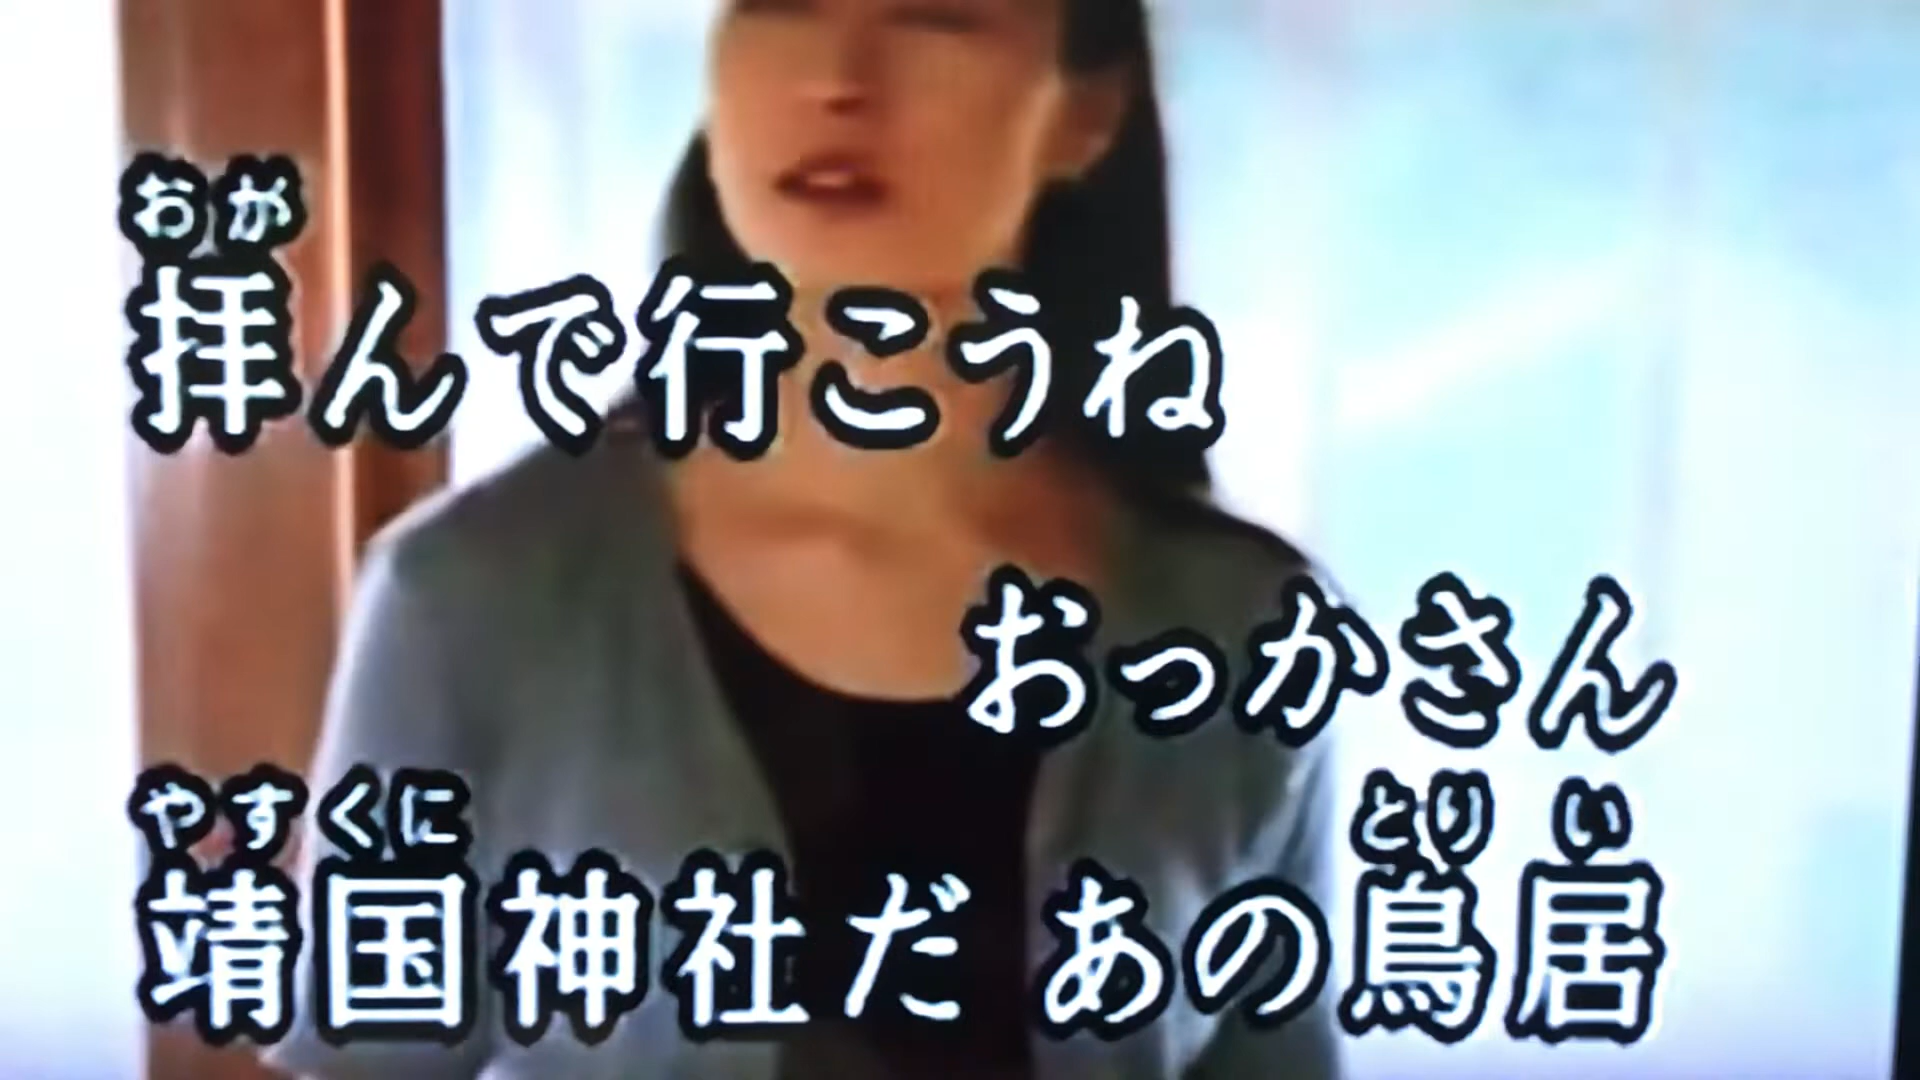 おが
拝んで行こうね
おっかさん
やすくに とりい
靖国神社だ あの鳥居